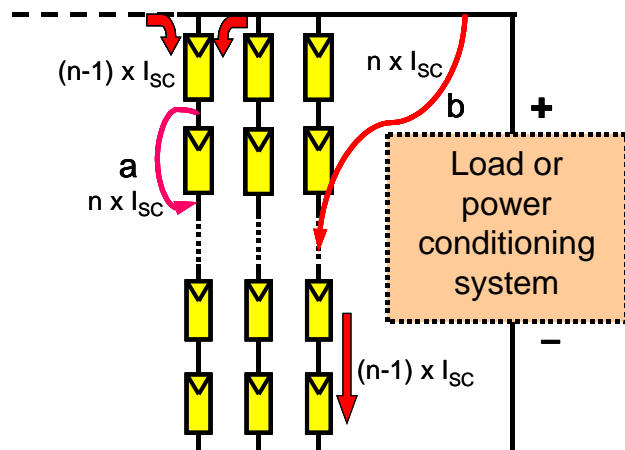 (n-1) x I_SC
n x I_SC
b
+
a
n x I_SC
Load or
power
conditioning
system
–
(n-1) x I_SC